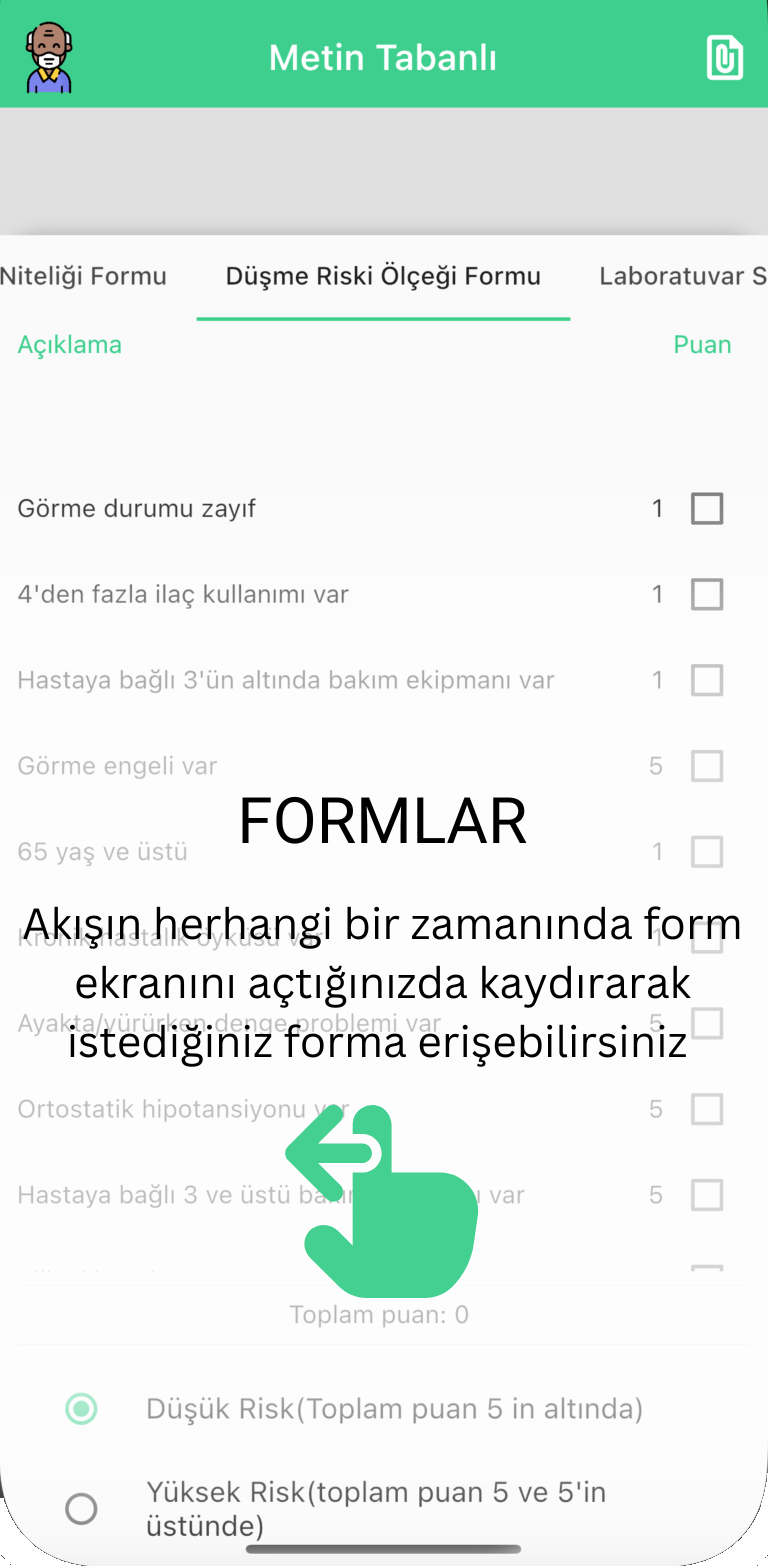 Metin Tabanlı
Niteliği Formu Düşme Riski Ölçeği Formu Laboratuvar S
Açıklama Puan
Görme durumu zayıf 1
4'den fazla ilaç kullanımı var 1
Hastaya bağlı 3'ün altında bakım ekipmanı var 1
Görme engeli var 5
FORMLAR
65 yaş ve üstü 1
Akışın herhangi bir zamanında form
Kronik hastalık öyküsü var 1
ekranını açtığınızda kaydırarak
Ayakta/yürürken denge problemi var 5
istediğiniz forma erişebilirsiniz
Ortostatik hipotansiyonu var 5
Hastaya bağlı 3 ve üstü var 5
Toplam puan: 0
Düşük Risk(Toplam puan 5 in altında)
Yüksek Risk(toplam puan 5 ve 5'in
üstünde)